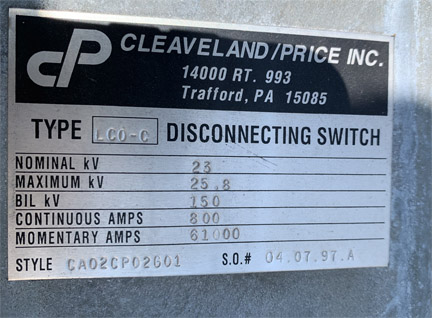 cP CLEAVELAND/PRICE INC.
14000 RT. 993
Trafford, PA 15085
TYPE LCO-C DISCONNECTING SWITCH
NOMINAL kV 23
MAXIMUM kV 25.8
BIL kV 150
CONTINUOUS AMPS 800
MOMENTARY AMPS 61000
STYLE CA02CP02G01 S.O.# 04.07.97.A